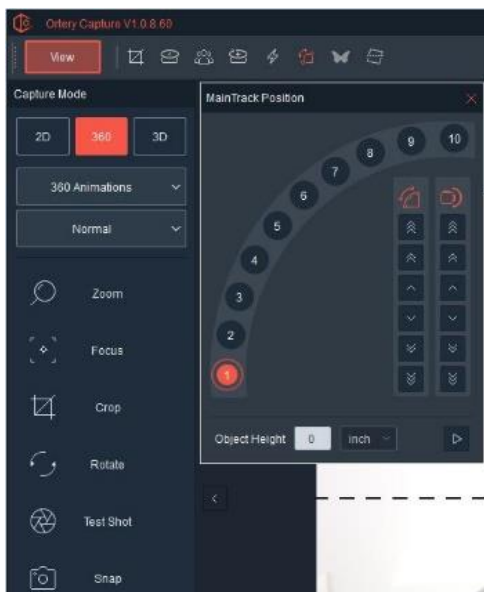 Ortery Capture V1.0.8.60
View
Capture Mode
2D 360 3D
360 Animations
Normal
Zoom
Focus
Crop
Rotate
Test Shot
Snap
MainTrack Position
10
9
8
7
6
5
4
3
2
1
Object Height 0 inch